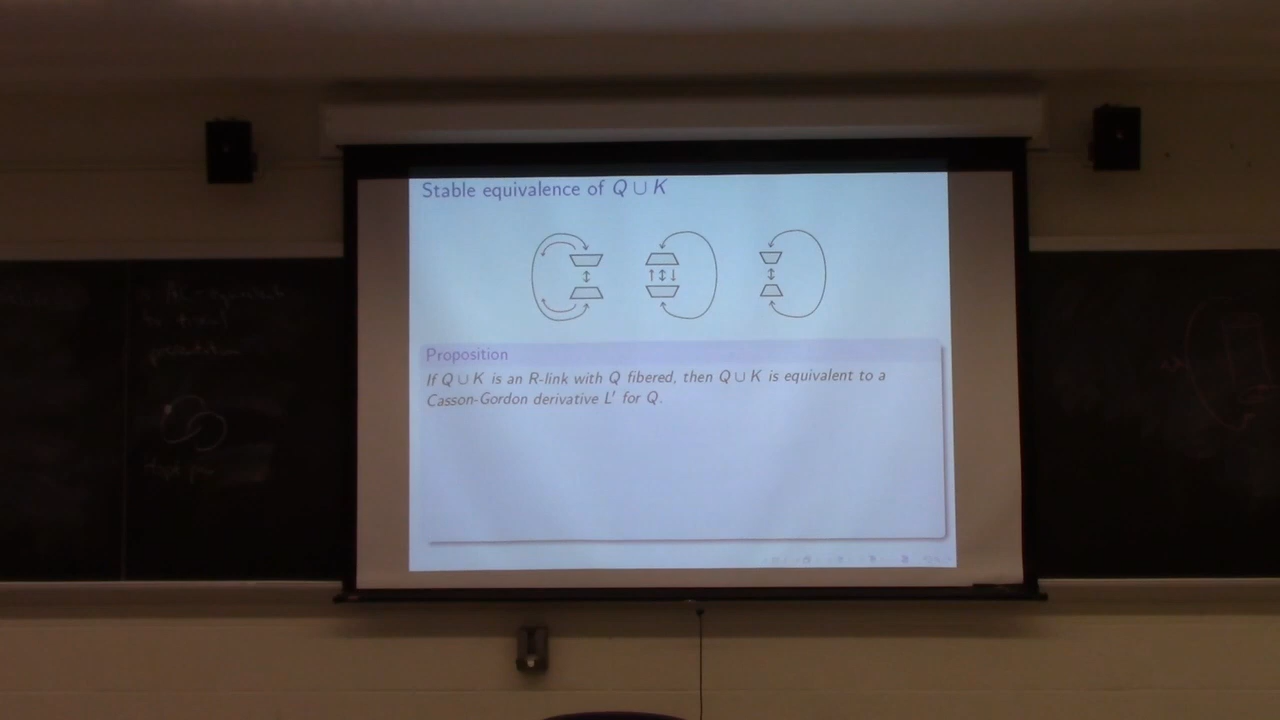 Stable equivalence of Q ∪ K
Proposition
If Q ∪ K is an R-link with Q fibered, then Q ∪ K is equivalent to a
Casson-Gordon derivative L′ for Q.